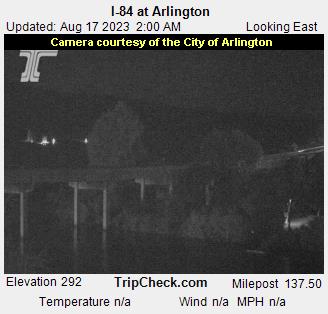 I-84 at Arlington
Updated: Aug 17 2023 2:00 AM Looking East
Camera courtesy of the City of Arlington
Elevation 292 TripCheck.com Milepost 137.50
Temperature n/a Wind n/a MPH n/a